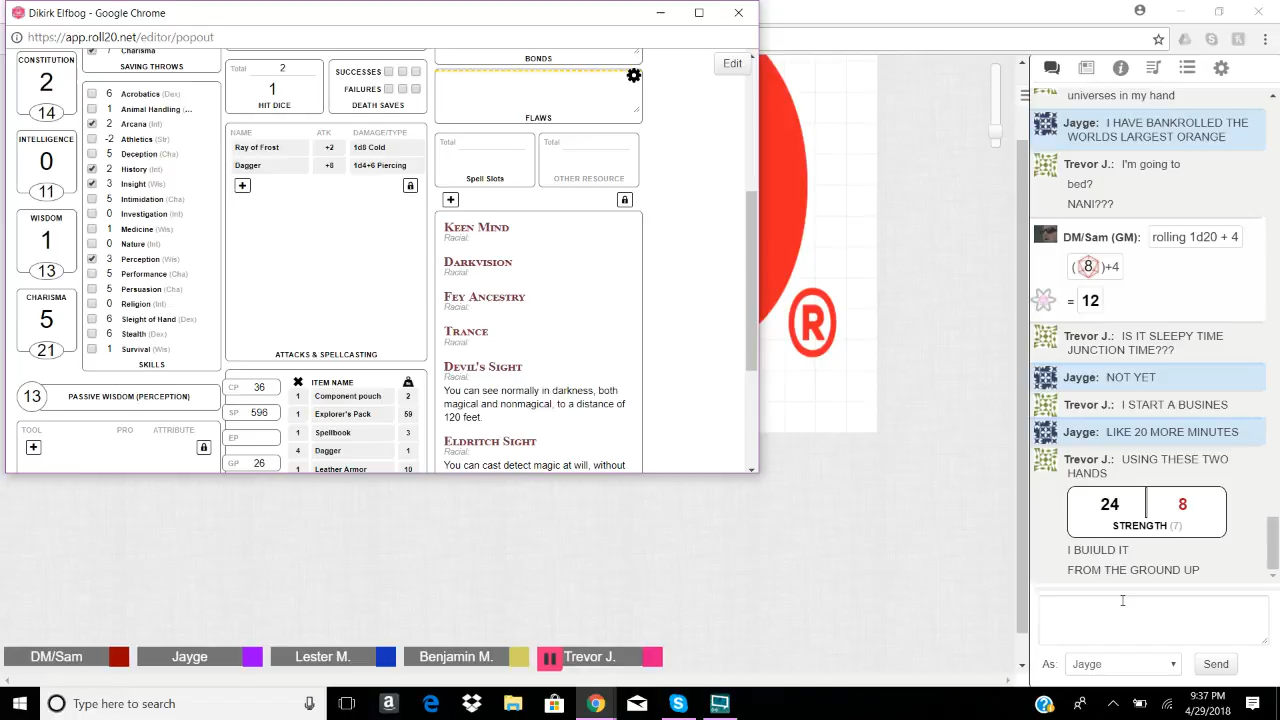 Dikirk Elfbog - Google Chrome
https://app.roll20.net/editor/popout
Edit
CONSTITUTION
2
14
INTELLIGENCE
0
11
WISDOM
1
13
CHARISMA
5
21
7 Charisma
SAVING THROWS
6 Acrobatics (Dex)
1 Animal Handling (...
2 Arcana (Int)
-2 Athletics (Str)
5 Deception (Cha)
2 History (Int)
3 Insight (Wis)
5 Intimidation (Cha)
0 Investigation (Int)
1 Medicine (Wis)
0 Nature (Int)
3 Perception (Wis)
5 Performance (Cha)
5 Persuasion (Cha)
0 Religion (Int)
6 Sleight of Hand (Dex)
6 Stealth (Dex)
1 Survival (Wis)
SKILLS
13 PASSIVE WISDOM (PERCEPTION)
TOOL PRO ATTRIBUTE
Total 2
1
HIT DICE
SUCCESSES
FAILURES
DEATH SAVES
NAME ATK DAMAGE/TYPE
Ray of Frost +2 1d8 Cold
Dagger +8 1d4+6 Piercing
ATTACKS & SPELLCASTING
CP 36
SP 596
EP
GP 26
ITEM NAME
1 Component pouch 2
1 Explorer's Pack 59
1 Spellbook 3
4 Dagger 1
1 Leather Armor 10
BONDS
FLAWS
Total
Spell Slots
Total
OTHER RESOURCE
KEEN MIND
Racial:
DARKVISION
Racial:
FEY ANCESTRY
Racial:
TRANCE
Racial:
DEVIL'S SIGHT
Racial:
You can see normally in darkness, both
magical and nonmagical, to a distance of
120 feet.
ELDRITCH SIGHT
You can cast detect magic at will, without
®
universes in my hand
Jayge: I HAVE BANKROLLED THE
WORLDS LARGEST ORANGE
Trevor J.: I'm going to
bed?
NANI???
DM/Sam (GM): rolling 1d20 + 4
(8)+4
= 12
Trevor J.: IS IT SLEEPY TIME
JUNCTION TIME???
Jayge: NOT YET
Trevor J.: I START A BUSINES
Jayge: LIKE 20 MORE MINUTES
Trevor J.: USING THESE TWO
HANDS
24 8
STRENGTH (7)
I BUIULD IT
FROM THE GROUND UP
As: Jayge Send
DM/Sam
Jayge
Lester M.
Benjamin M.
Trevor J.
Type here to search
9:37 PM
4/29/2018